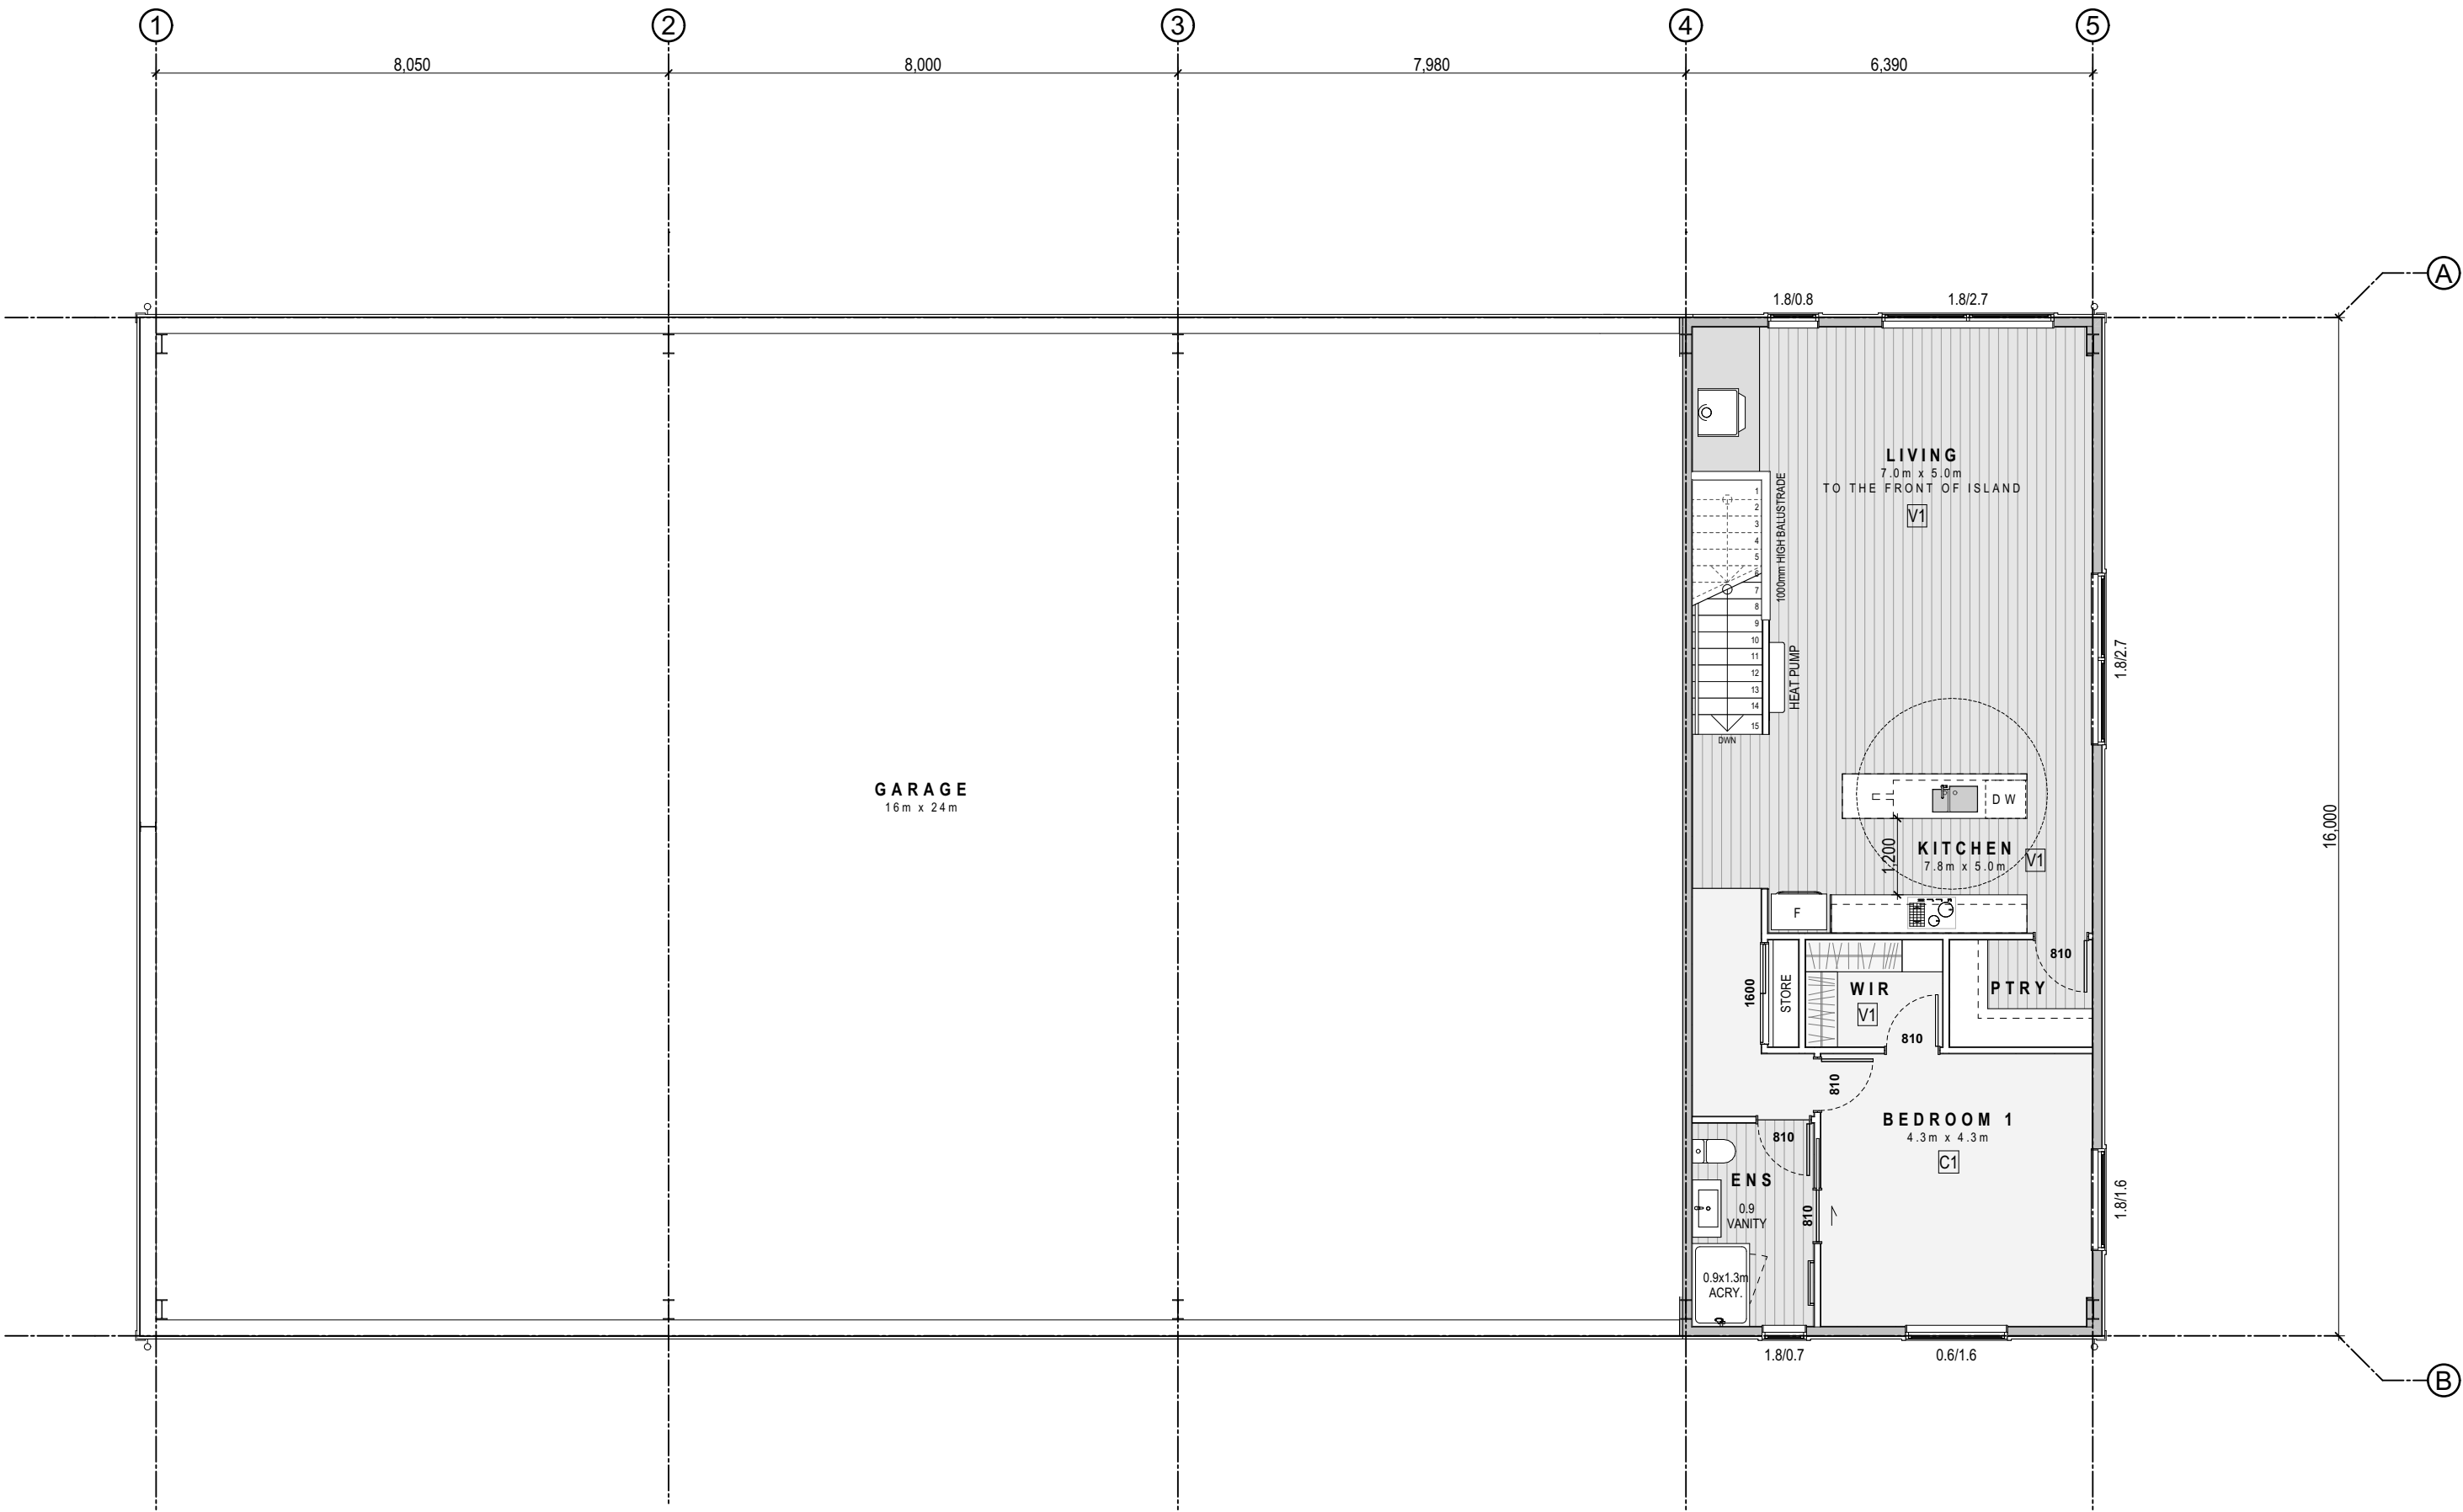 1
2
3
4
5
8,050
8,000
7,980
6,390
A
1.8/0.8
1.8/2.7
LIVING
7.0m x 5.0m
TO THE FRONT OF ISLAND
V1
1000mm HIGH BALUSTRADE
1
2
3
4
5
6
7
8
9
10
11
12
13
14
15
DWN
HEAT PUMP
1.8/2.7
GARAGE
16m x 24m
DW
16,000
1,200
KITCHEN
7.8m x 5.0m
V1
F
810
1600
STORE
WIR
V1
PTRY
810
810
BEDROOM 1
4.3m x 4.3m
C1
810
ENS
0.9
VANITY
810
1.8/1.6
0.9x1.3m
ACRY.
1.8/0.7
0.6/1.6
B